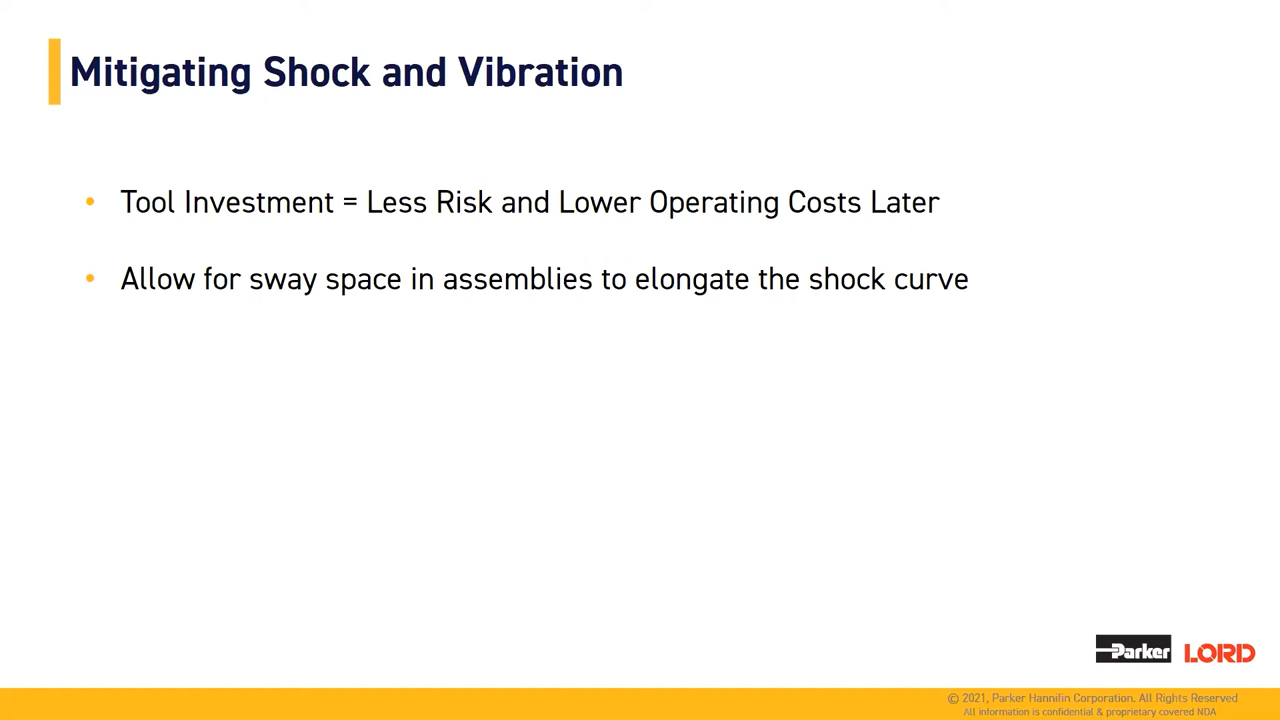 Mitigating Shock and Vibration
• Tool Investment = Less Risk and Lower Operating Costs Later
• Allow for sway space in assemblies to elongate the shock curve
Parker LORD
© 2021, Parker Hannifin Corporation. All Rights Reserved
All information is confidential & proprietary covered NDA